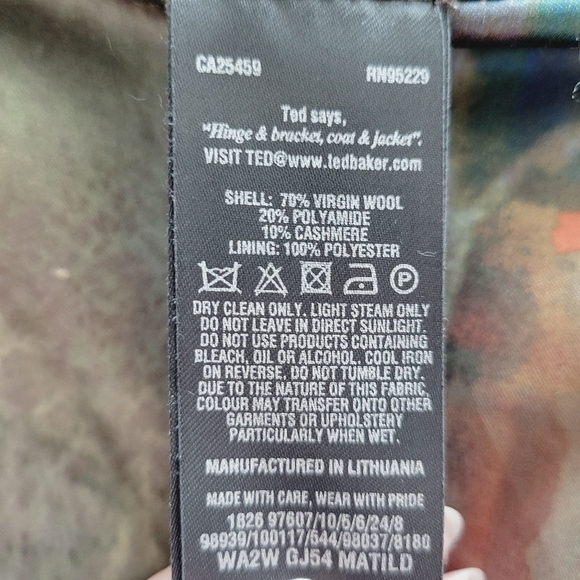 CA25459 RN95229
Ted says,
"Hinge & bracket, coat & jacket".
VISIT TED@www.tedbaker.com
SHELL: 70% VIRGIN WOOL
20% POLYAMIDE
10% CASHMERE
LINING: 100% POLYESTER
P
DRY CLEAN ONLY. LIGHT STEAM ONLY
DO NOT LEAVE IN DIRECT SUNLIGHT.
DO NOT USE PRODUCTS CONTAINING
BLEACH, OIL OR ALCOHOL. COOL IRON
ON REVERSE. DO NOT TUMBLE DRY.
DUE TO THE NATURE OF THIS FABRIC,
COLOUR MAY TRANSFER ONTO OTHER
GARMENTS OR UPHOLSTERY
PARTICULARLY WHEN WET.
MANUFACTURED IN LITHUANIA
MADE WITH CARE, WEAR WITH PRIDE
1826 97607/10/5/6/24/8
98939/100117/544/98037/8180
WA2W GJ54 MATILD